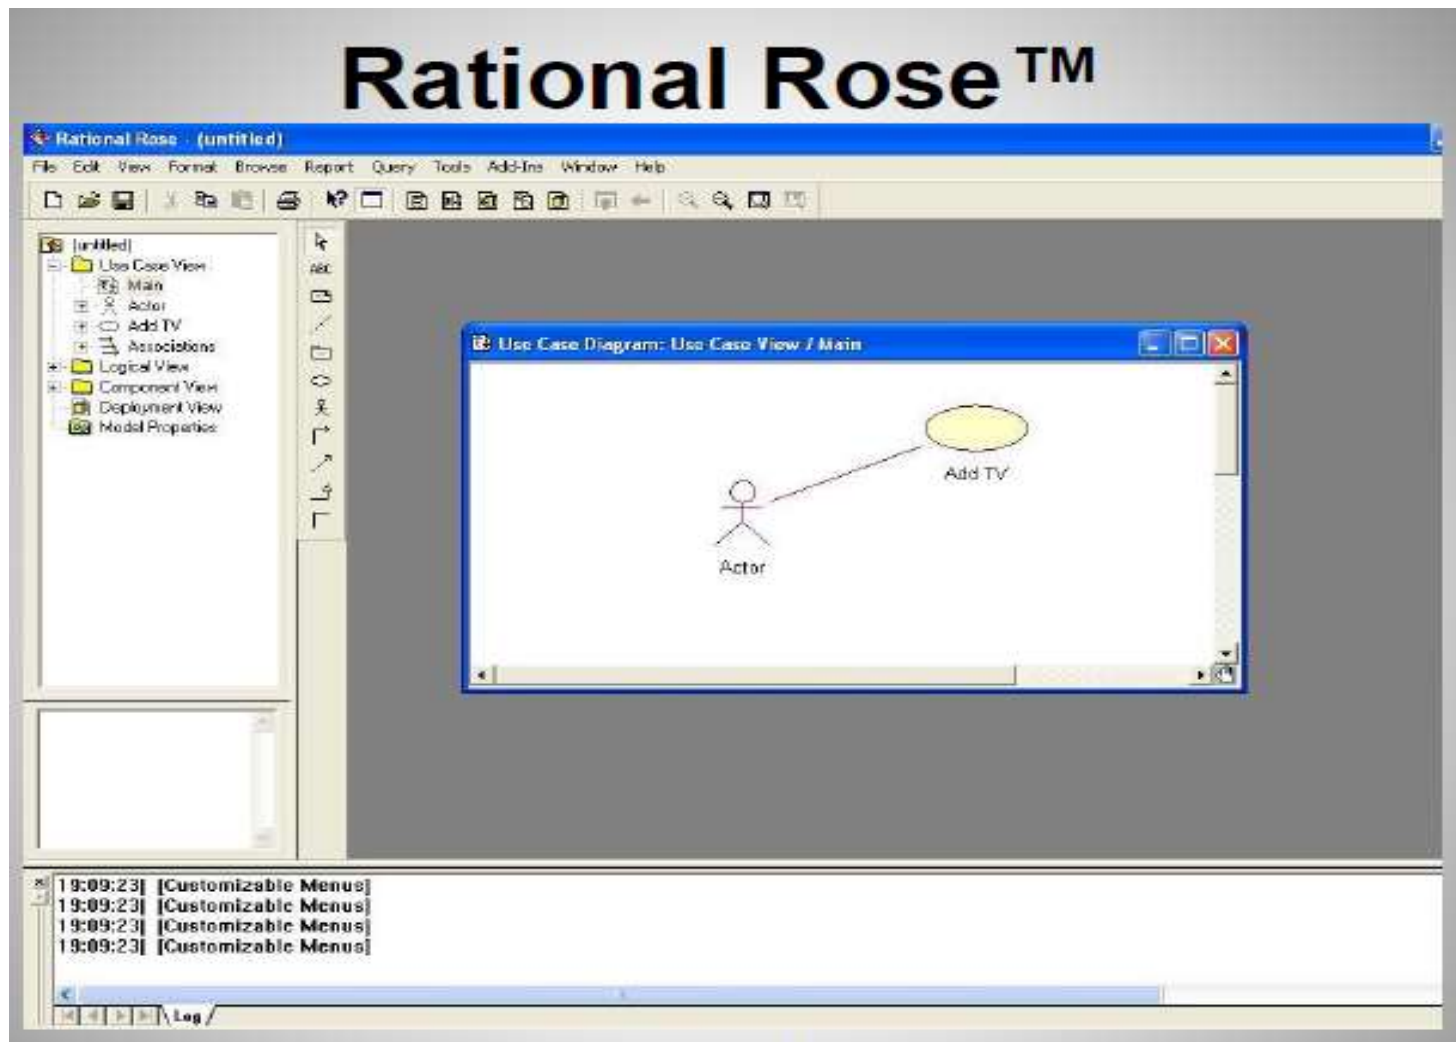 Rational Rose™
Rational Rose - (untitled)
File Edit View Format Browse Report Query Tools Add-Ins Window Help
(untitled)
Use Case View
Main
Actor
Add TV
Associations
Logical View
Component View
Deployment View
Model Properties
ABC
Use Case Diagram: Use Case View / Main
Add TV
Actor
19:09:23| [Customizable Menus]
19:09:23| [Customizable Menus]
19:09:23| [Customizable Menus]
19:09:23| [Customizable Menus]
Log